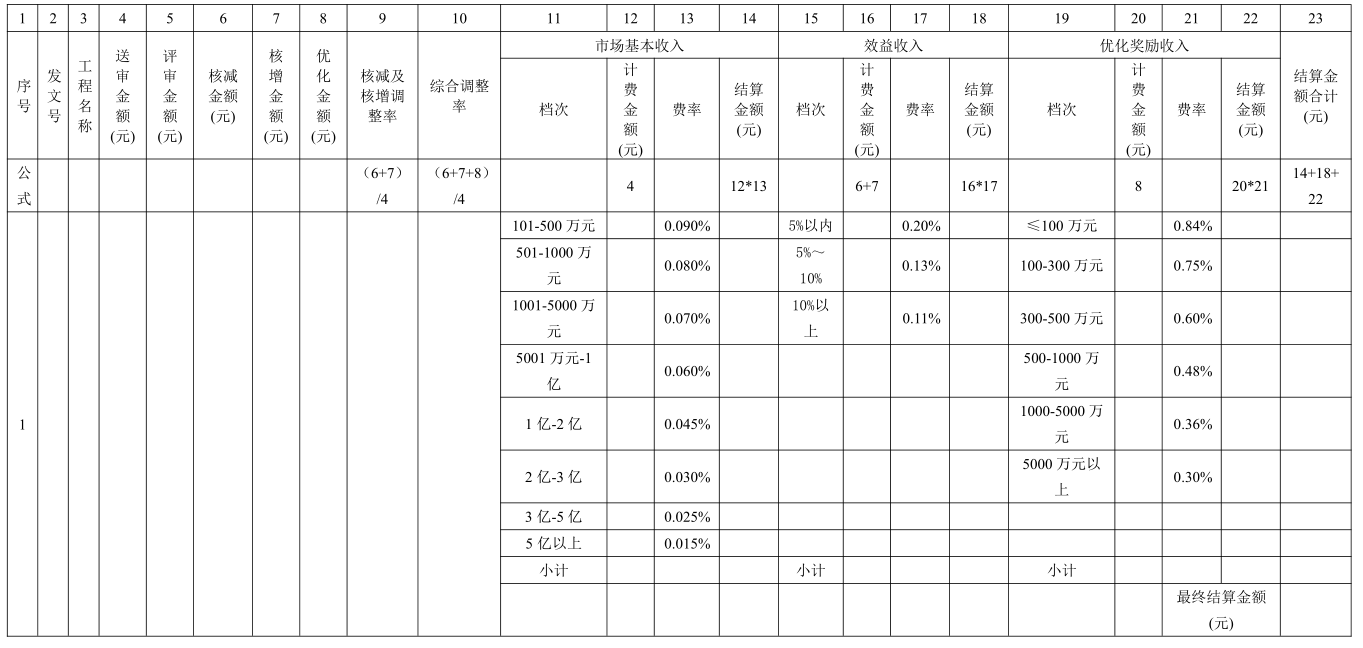 1 2 3 4 5 6 7 8 9 10 11 12 13 14 15 16 17 18 19 20 21 22 23
序号 发文号 工程名称 送审金额(元) 评审金额(元) 核减金额(元) 核增金额(元) 优化金额(元) 核减及核增调整率 综合调整率 市场基本收入 效益收入 优化奖励收入 结算金额合计(元)
档次 计费金额(元) 费率 结算金额(元) 档次 计费金额(元) 费率 结算金额(元) 档次 计费金额(元) 费率 结算金额(元)
公式 (6+7)/4 (6+7+8)/4 4 12*13 6+7 16*17 8 20*21 14+18+22
1
101-500 万元 0.090% 5%以内 0.20% ≤100 万元 0.84%
501-1000 万元 0.080% 5%～10% 0.13% 100-300 万元 0.75%
1001-5000 万元 0.070% 10%以上 0.11% 300-500 万元 0.60%
5001 万元-1亿 0.060% 500-1000 万元 0.48%
1 亿-2 亿 0.045% 1000-5000 万元 0.36%
2 亿-3 亿 0.030% 5000 万元以上 0.30%
3 亿-5 亿 0.025%
5 亿以上 0.015%
小计 小计 小计
最终结算金额
(元)